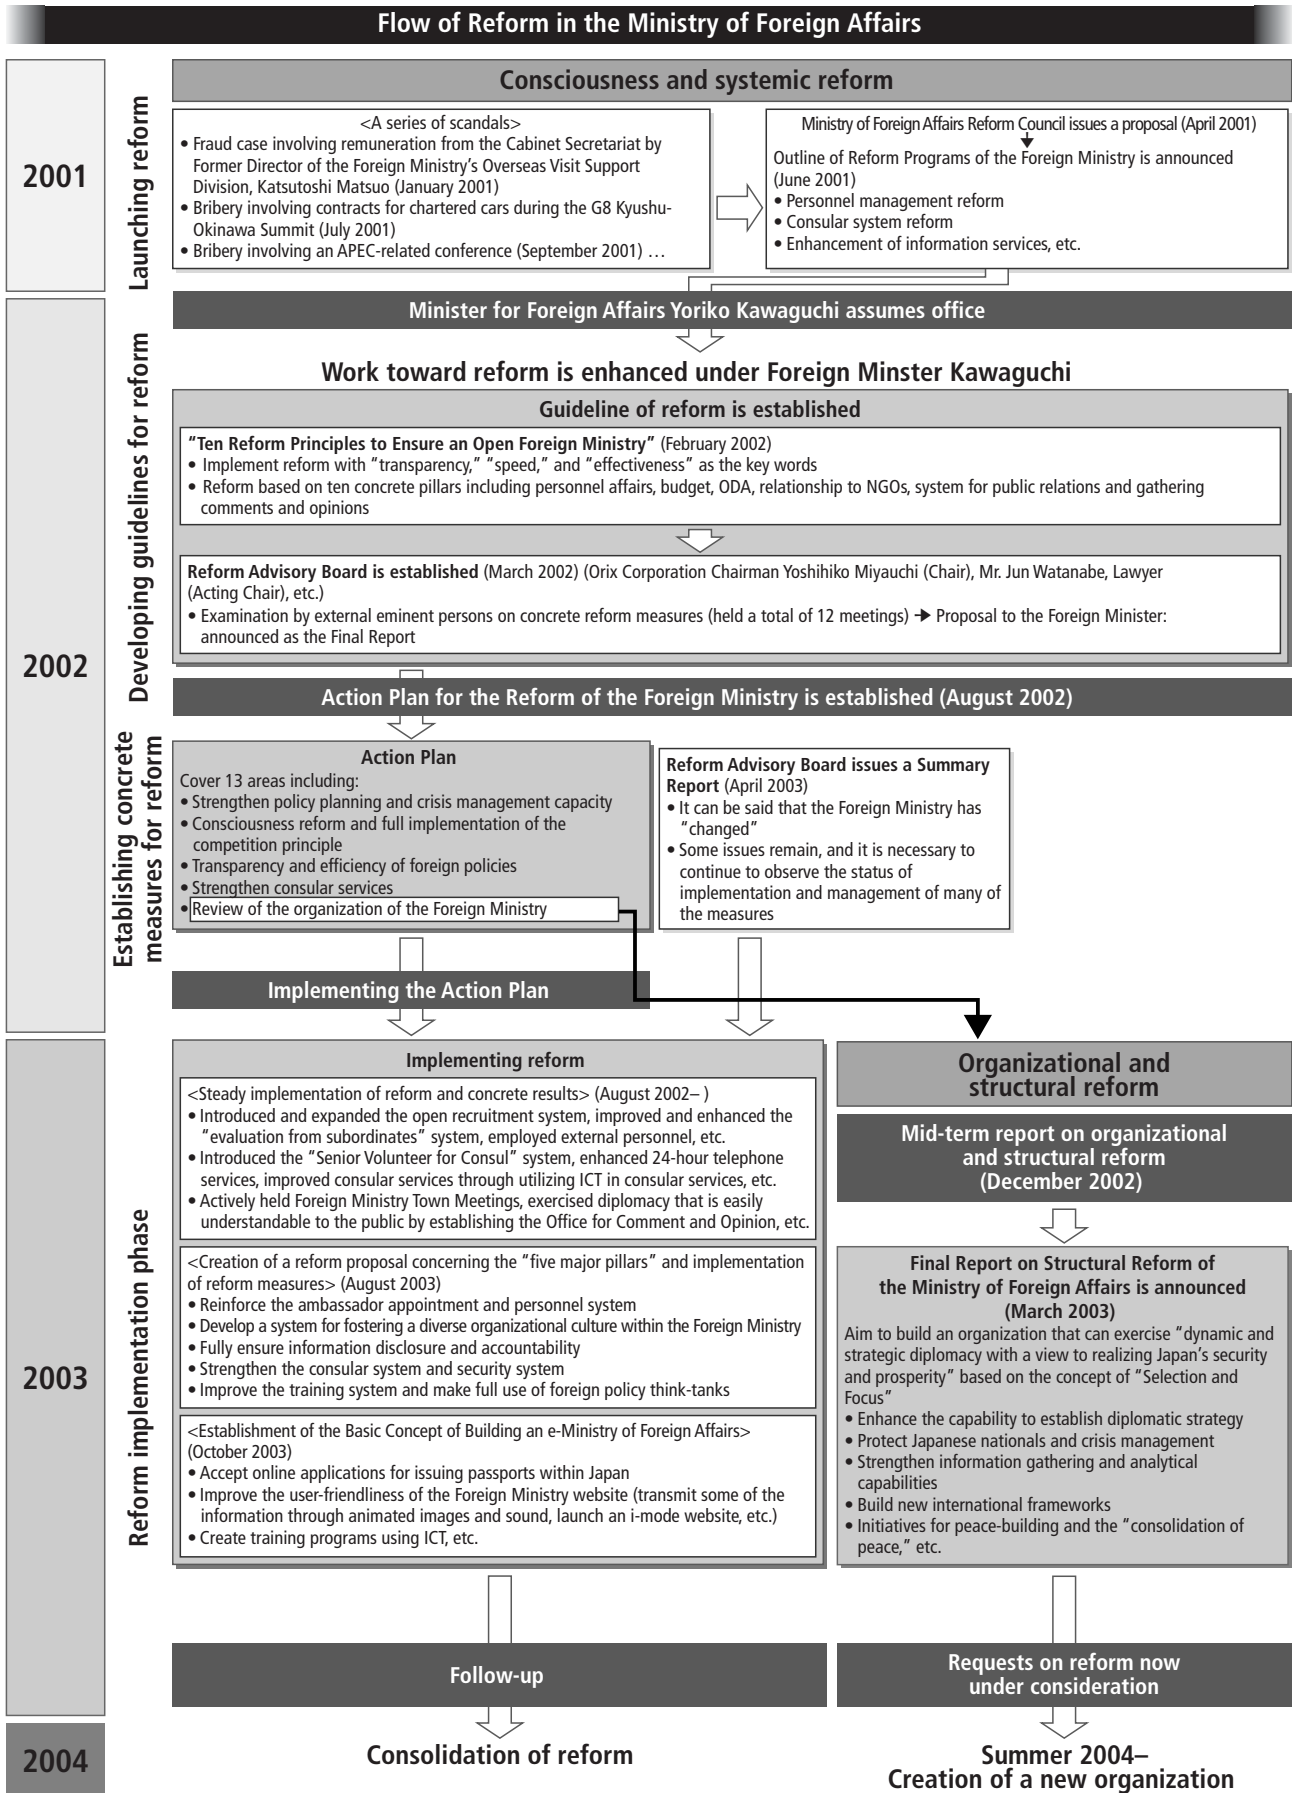 Flow of Reform in the Ministry of Foreign Affairs
2001
Launching reform
Consciousness and systemic reform
<A series of scandals>
• Fraud case involving remuneration from the Cabinet Secretariat by
Former Director of the Foreign Ministry's Overseas Visit Support
Division, Katsutoshi Matsuo (January 2001)
• Bribery involving contracts for chartered cars during the G8 Kyushu-
Okinawa Summit (July 2001)
• Bribery involving an APEC-related conference (September 2001) …
Ministry of Foreign Affairs Reform Council issues a proposal (April 2001)
Outline of Reform Programs of the Foreign Ministry is announced
(June 2001)
• Personnel management reform
• Consular system reform
• Enhancement of information services, etc.
2002
Developing guidelines for reform
Minister for Foreign Affairs Yoriko Kawaguchi assumes office
Work toward reform is enhanced under Foreign Minster Kawaguchi
Guideline of reform is established
“Ten Reform Principles to Ensure an Open Foreign Ministry” (February 2002)
• Implement reform with “transparency,” “speed,” and “effectiveness” as the key words
• Reform based on ten concrete pillars including personnel affairs, budget, ODA, relationship to NGOs, system for public relations and gathering
comments and opinions
Reform Advisory Board is established (March 2002) (Orix Corporation Chairman Yoshihiko Miyauchi (Chair), Mr. Jun Watanabe, Lawyer
(Acting Chair), etc.)
• Examination by external eminent persons on concrete reform measures (held a total of 12 meetings) ➔ Proposal to the Foreign Minister:
announced as the Final Report
Action Plan for the Reform of the Foreign Ministry is established (August 2002)
Establishing concrete
measures for reform
Action Plan
Cover 13 areas including:
• Strengthen policy planning and crisis management capacity
• Consciousness reform and full implementation of the
competition principle
• Transparency and efficiency of foreign policies
• Strengthen consular services
• Review of the organization of the Foreign Ministry
Reform Advisory Board issues a Summary
Report (April 2003)
• It can be said that the Foreign Ministry has
“changed”
• Some issues remain, and it is necessary to
continue to observe the status of
implementation and management of many of
the measures
Implementing the Action Plan
2003
Reform implementation phase
Implementing reform
<Steady implementation of reform and concrete results> (August 2002– )
• Introduced and expanded the open recruitment system, improved and enhanced the
“evaluation from subordinates” system, employed external personnel, etc.
• Introduced the “Senior Volunteer for Consul” system, enhanced 24-hour telephone
services, improved consular services through utilizing ICT in consular services, etc.
• Actively held Foreign Ministry Town Meetings, exercised diplomacy that is easily
understandable to the public by establishing the Office for Comment and Opinion, etc.
<Creation of a reform proposal concerning the “five major pillars” and implementation
of reform measures> (August 2003)
• Reinforce the ambassador appointment and personnel system
• Develop a system for fostering a diverse organizational culture within the Foreign Ministry
• Fully ensure information disclosure and accountability
• Strengthen the consular system and security system
• Improve the training system and make full use of foreign policy think-tanks
<Establishment of the Basic Concept of Building an e-Ministry of Foreign Affairs>
(October 2003)
• Accept online applications for issuing passports within Japan
• Improve the user-friendliness of the Foreign Ministry website (transmit some of the
information through animated images and sound, launch an i-mode website, etc.)
• Create training programs using ICT, etc.
Organizational and
structural reform
Mid-term report on organizational
and structural reform
(December 2002)
Final Report on Structural Reform of
the Ministry of Foreign Affairs is announced
(March 2003)
Aim to build an organization that can exercise “dynamic and
strategic diplomacy with a view to realizing Japan's security
and prosperity” based on the concept of “Selection and
Focus”
• Enhance the capability to establish diplomatic strategy
• Protect Japanese nationals and crisis management
• Strengthen information gathering and analytical
capabilities
• Build new international frameworks
• Initiatives for peace-building and the “consolidation of
peace,” etc.
Follow-up
Requests on reform now
under consideration
2004
Consolidation of reform
Summer 2004–
Creation of a new organization